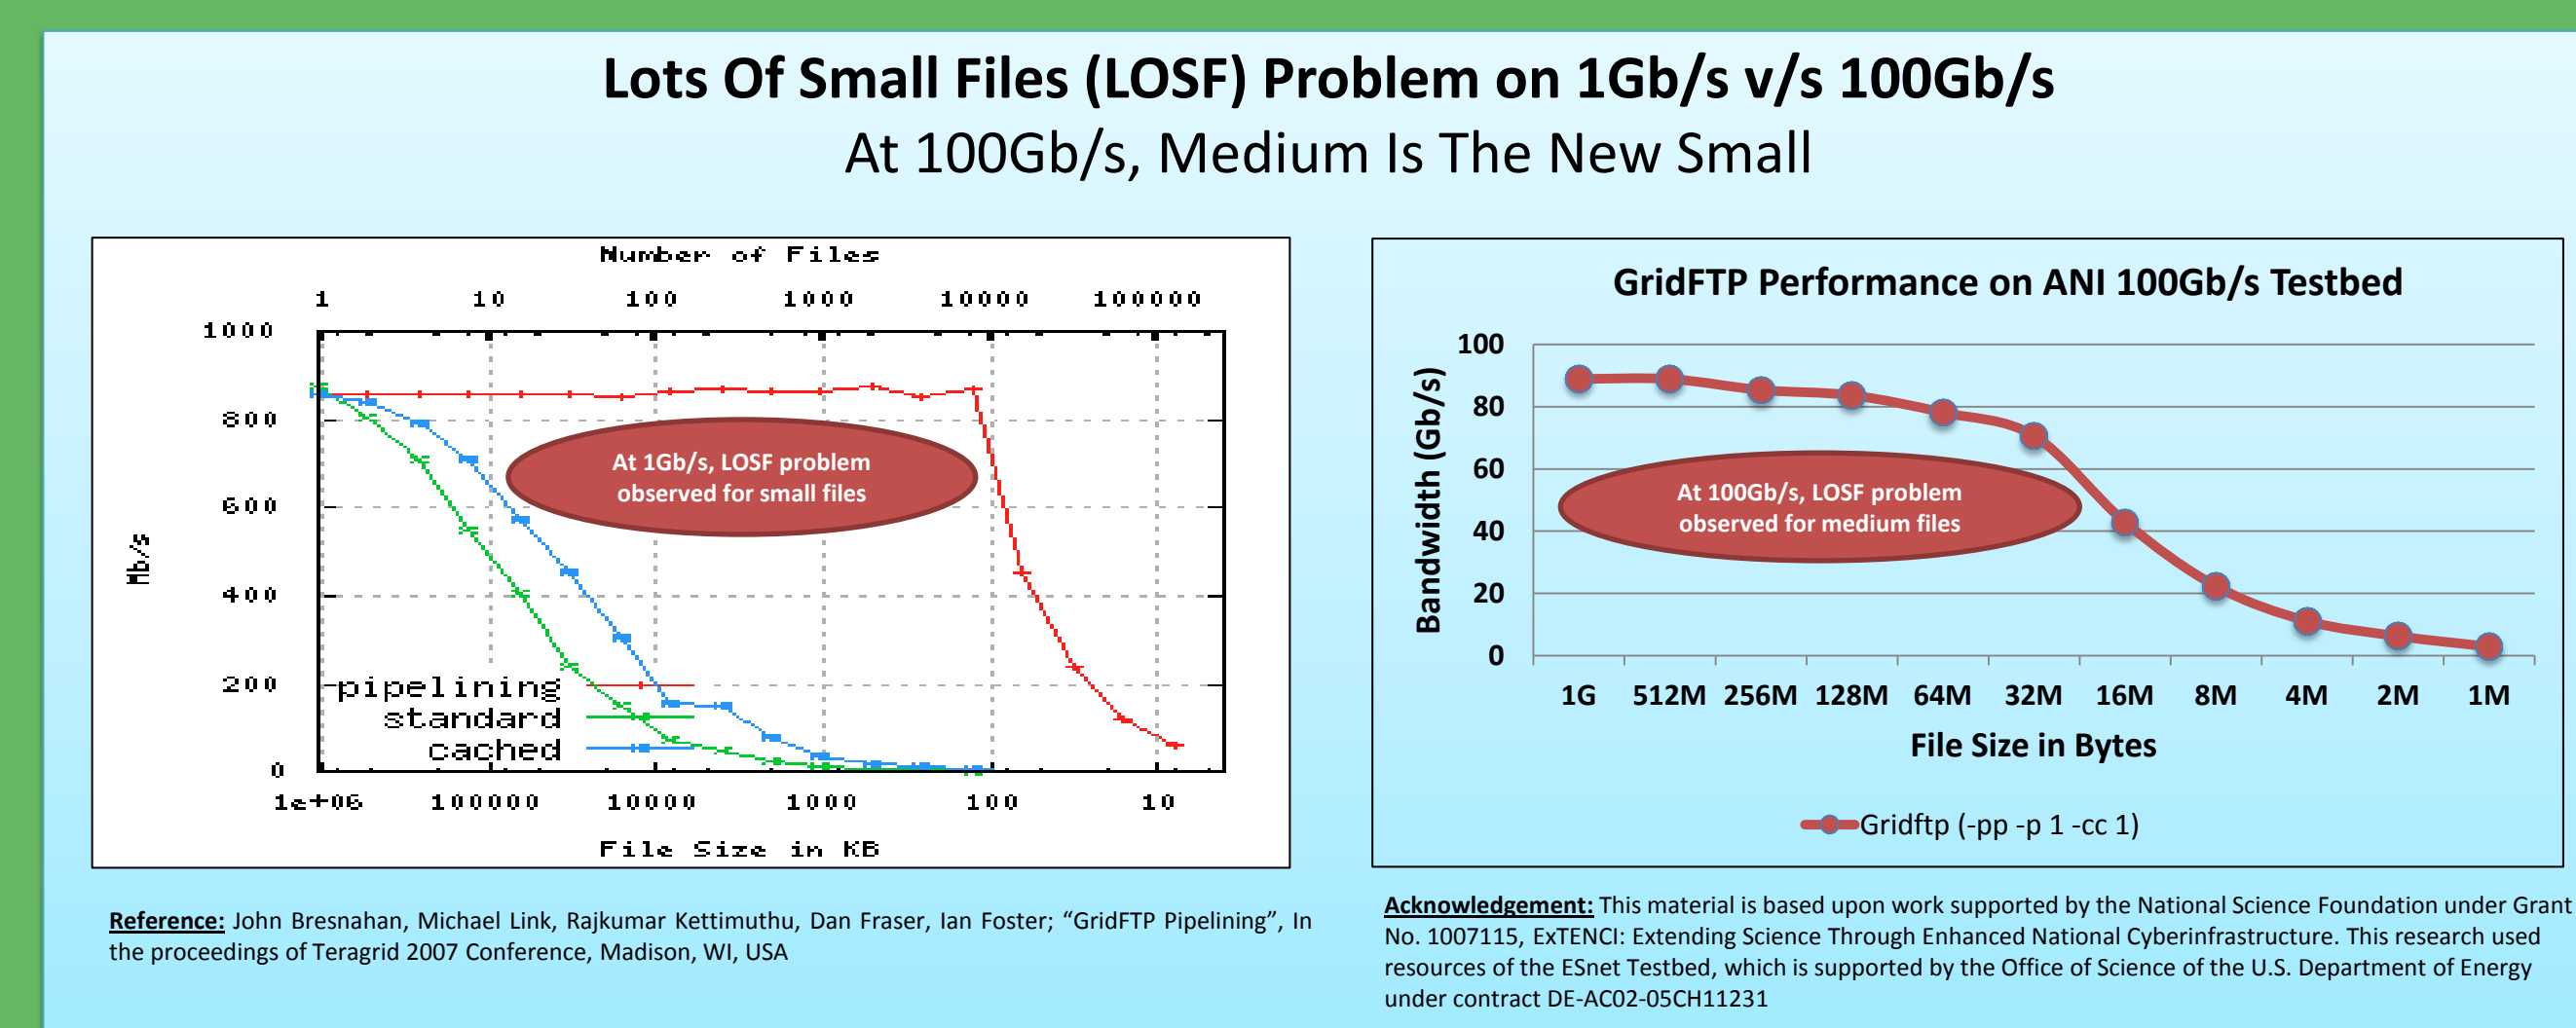 Lots Of Small Files (LOSF) Problem on 1Gb/s v/s 100Gb/s
At 100Gb/s, Medium Is The New Small
Number of Files
1 10 100 1000 10000 100000
1000
800
600
400
200
0
Mb/s
At 1Gb/s, LOSF problem
observed for small files
pipelining
standard
cached
1e+06 100000 10000 1000 100 10
File Size in KB
GridFTP Performance on ANI 100Gb/s Testbed
100
80
60
40
20
0
Bandwidth (Gb/s)
At 100Gb/s, LOSF problem
observed for medium files
1G 512M 256M 128M 64M 32M 16M 8M 4M 2M 1M
File Size in Bytes
Gridftp (-pp -p 1 -cc 1)
Reference: John Bresnahan, Michael Link, Rajkumar Kettimuthu, Dan Fraser, Ian Foster; “GridFTP Pipelining”, In
the proceedings of Teragrid 2007 Conference, Madison, WI, USA
Acknowledgement: This material is based upon work supported by the National Science Foundation under Grant
No. 1007115, ExTENCI: Extending Science Through Enhanced National Cyberinfrastructure. This research used
resources of the ESnet Testbed, which is supported by the Office of Science of the U.S. Department of Energy
under contract DE-AC02-05CH11231